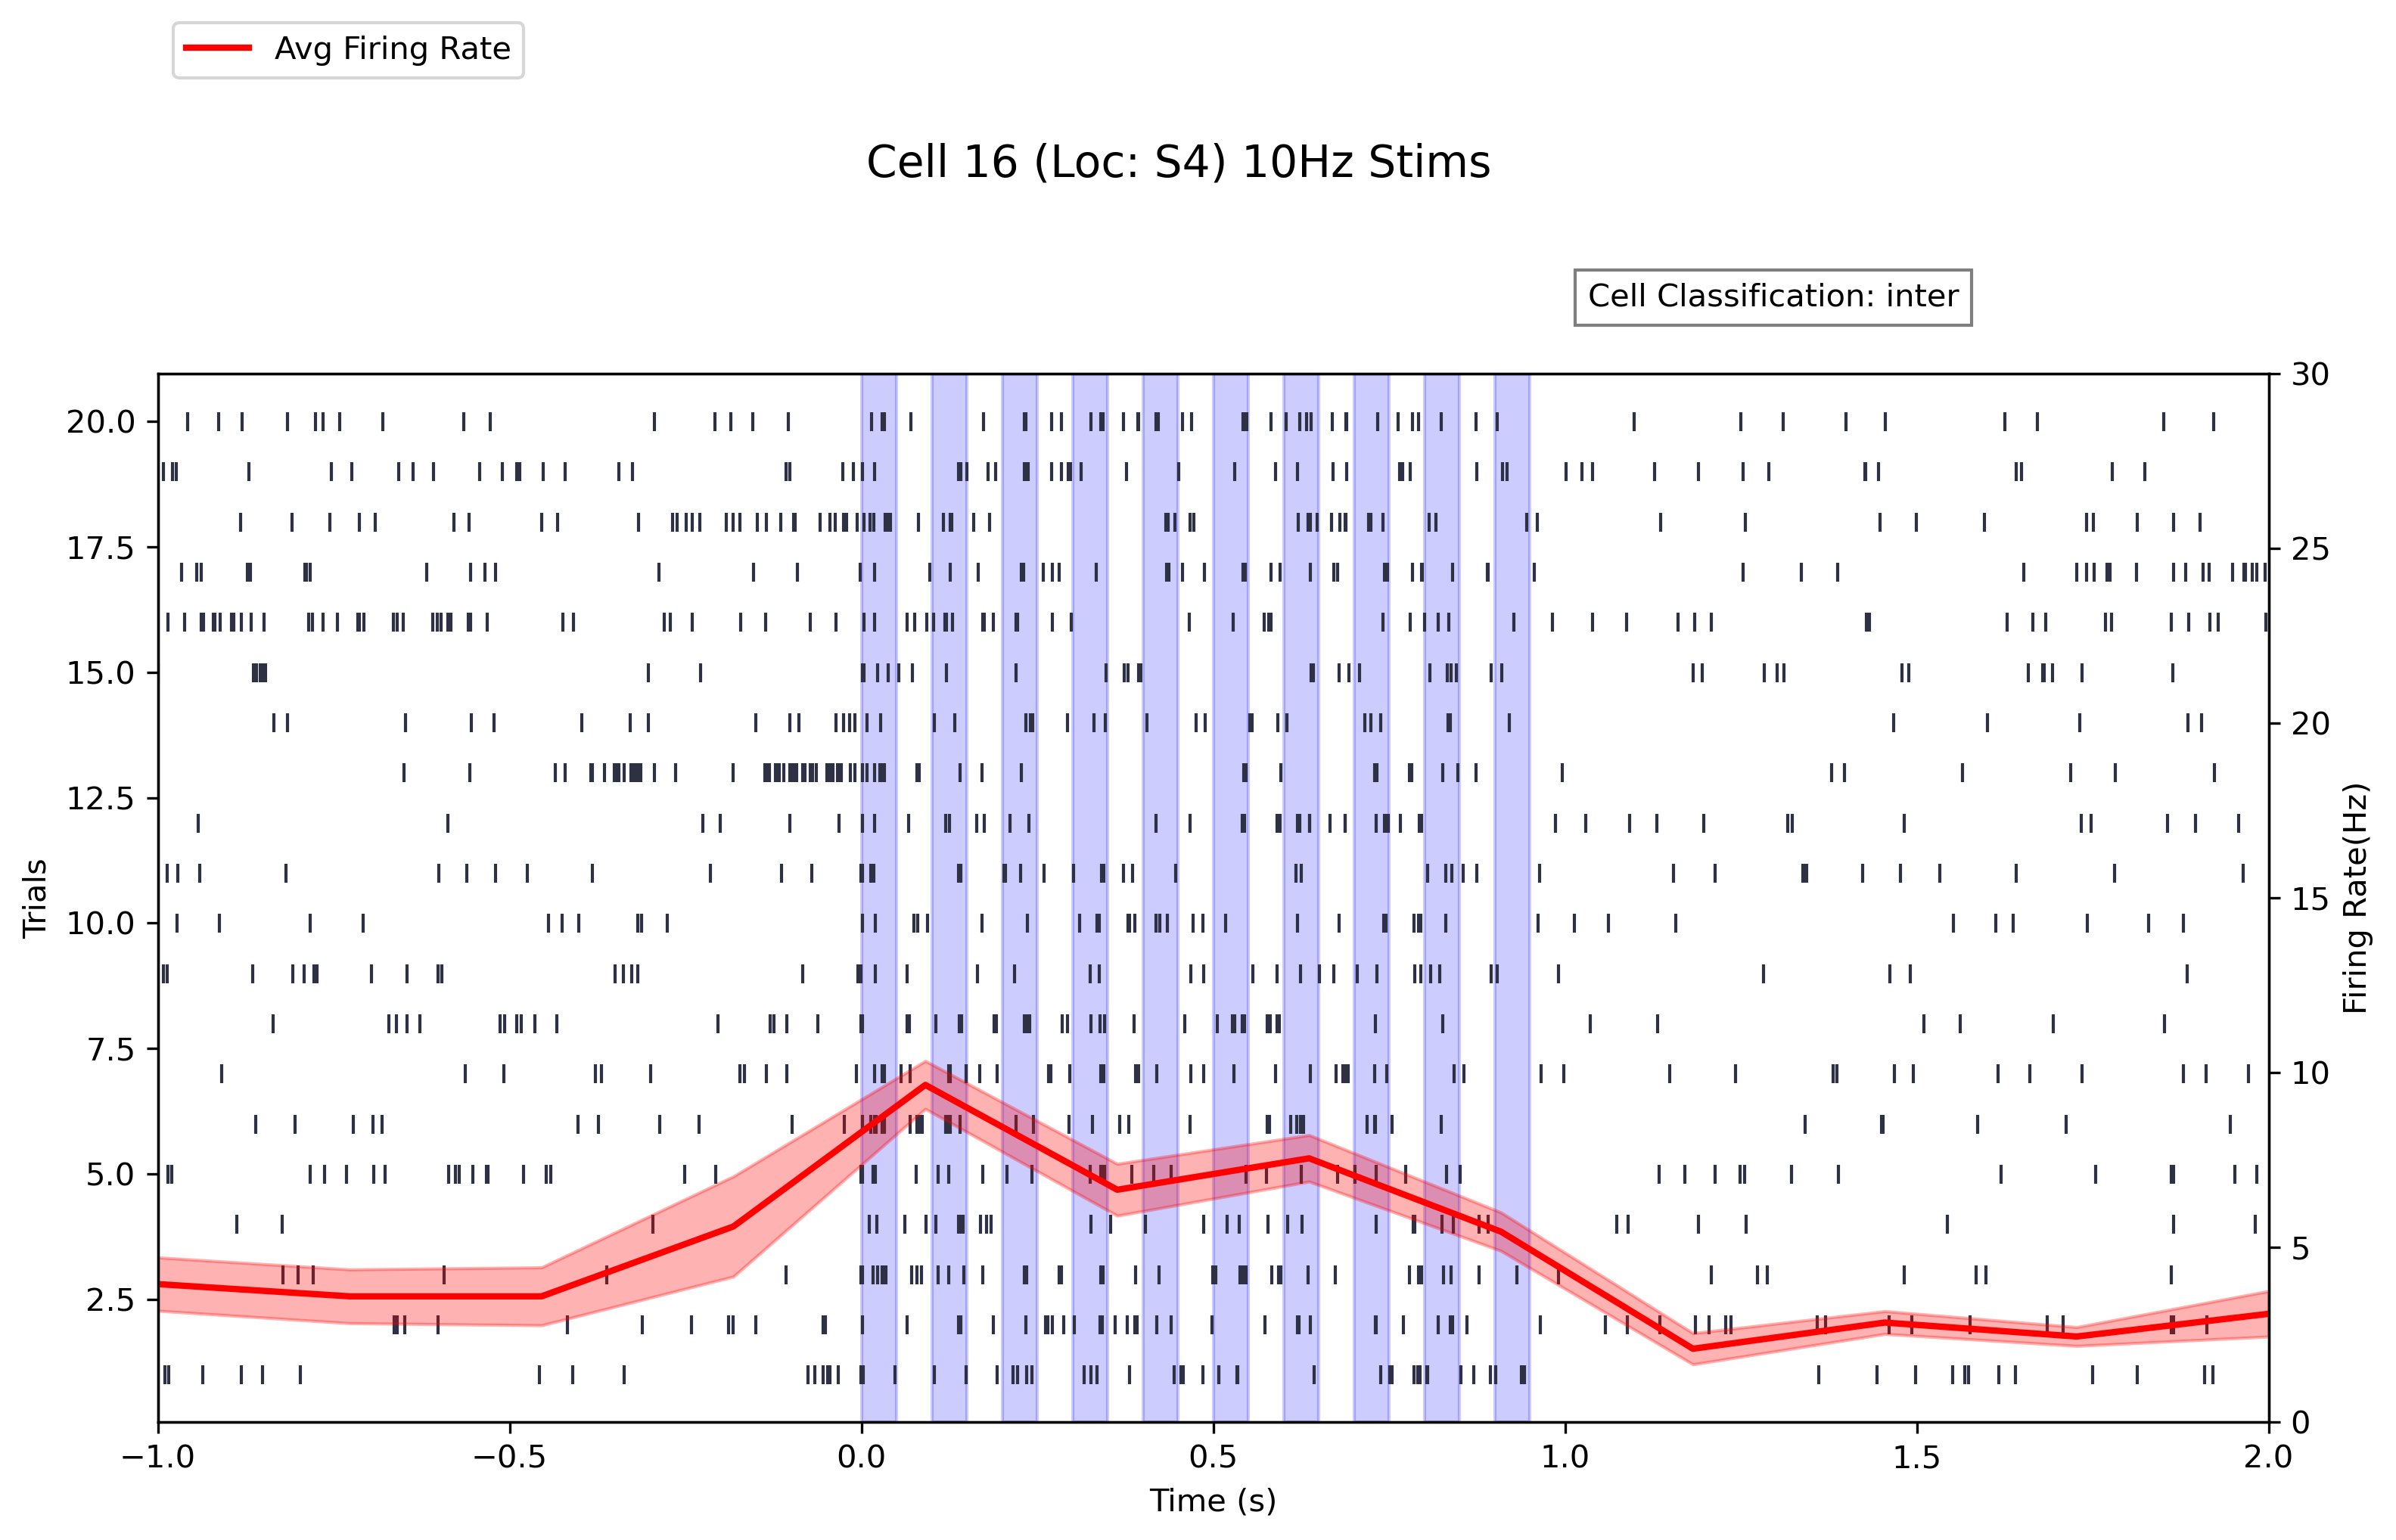 Avg Firing Rate
Cell 16 (Loc: S4) 10Hz Stims
Cell Classification: inter
20.0
17.5
15.0
12.5
10.0
7.5
5.0
2.5
Trials
30
25
20
15
10
5
0
Firing Rate(Hz)
−1.0 −0.5 0.0 0.5 1.0 1.5 2.0
Time (s)